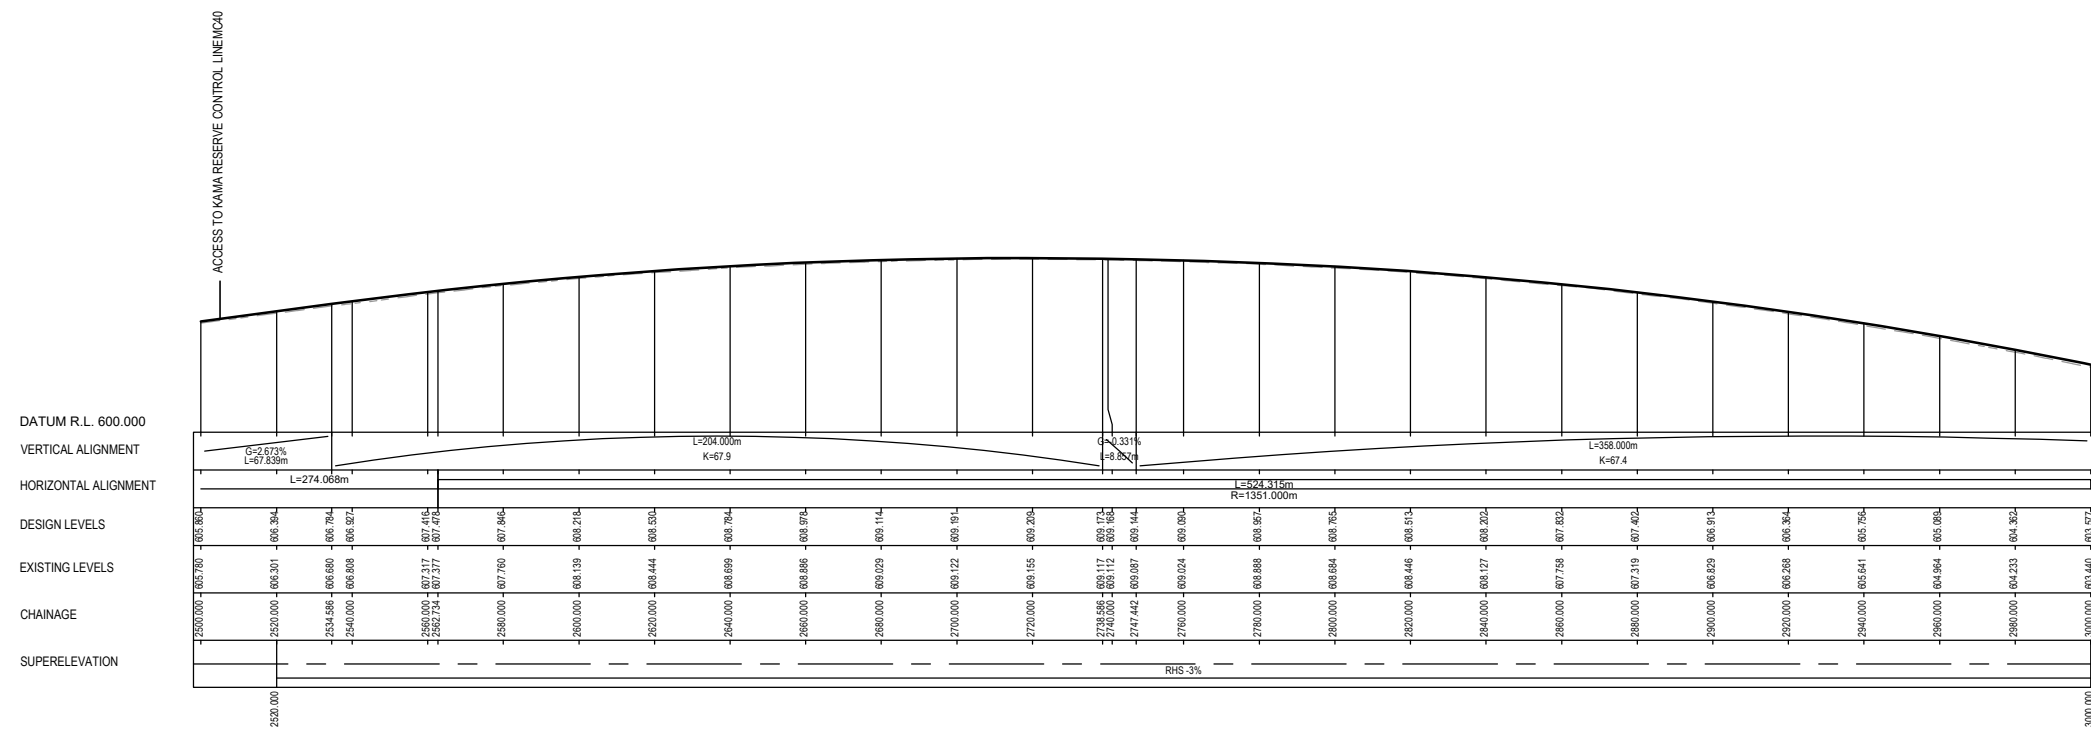 ACCESS TO KAMA RESERVE CONTROL LINEMC40
DATUM R.L. 600.000
VERTICAL ALIGNMENT
G=2.673%
L=67.839m
L=204.000m
K=67.9
G=-0.331%
L=8.857m
L=358.000m
K=67.4
HORIZONTAL ALIGNMENT
L=274.068m
L=524.315m
R=1351.000m
DESIGN LEVELS
605.860 606.394 606.784 606.927 607.416 607.478 607.846 608.218 608.530 608.784 608.978 609.114 609.191 609.209 609.173 609.168 609.144 609.090 608.957 608.765 608.513 608.202 607.832 607.402 606.913 606.364 605.756 605.089 604.362 603.577
EXISTING LEVELS
605.780 606.301 606.680 606.808 607.317 607.377 607.760 608.139 608.444 608.699 608.886 609.029 609.122 609.155 609.117 609.112 609.087 609.024 608.888 608.684 608.446 608.127 607.758 607.319 606.829 606.268 605.641 604.964 604.233 603.440
CHAINAGE
2500.000 2520.000 2534.586 2540.000 2560.000 2562.734 2580.000 2600.000 2620.000 2640.000 2660.000 2680.000 2700.000 2720.000 2738.586 2740.000 2747.442 2760.000 2780.000 2800.000 2820.000 2840.000 2860.000 2880.000 2900.000 2920.000 2940.000 2960.000 2980.000 3000.000
SUPERELEVATION
RHS -3%
2520.000
3000.000